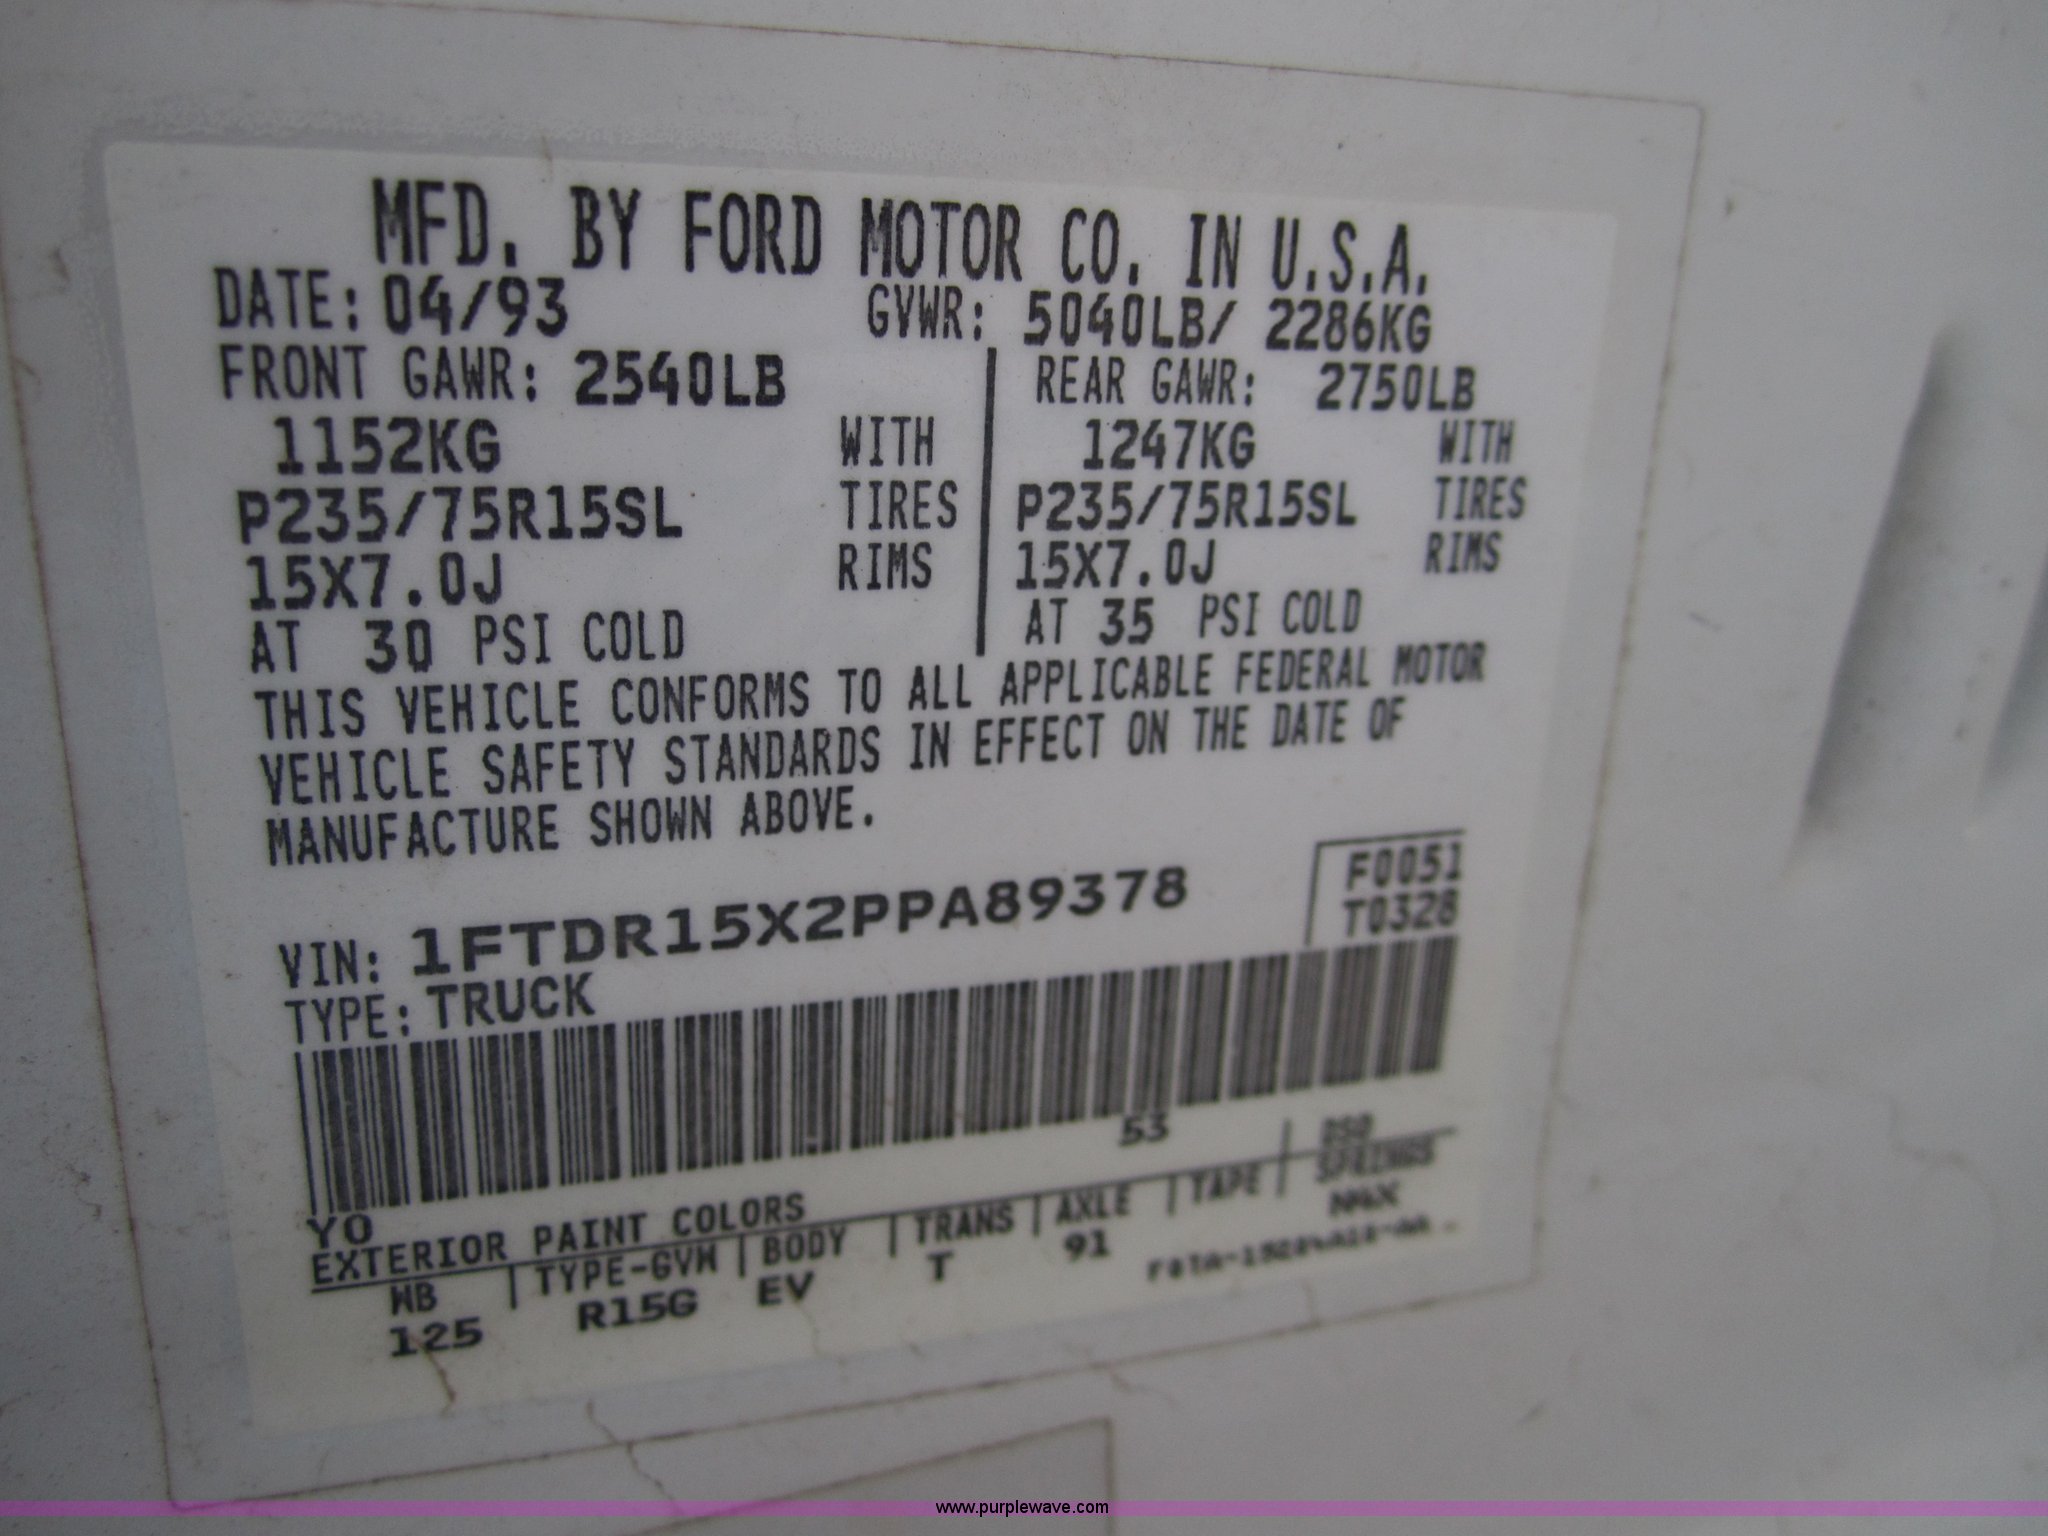 MFD. BY FORD MOTOR CO. IN U.S.A.
DATE: 04/93 GVWR: 5040LB/ 2286KG
FRONT GAWR: 2540LB REAR GAWR: 2750LB
1152KG WITH 1247KG WITH
P235/75R15SL TIRES P235/75R15SL TIRES
15X7.0J RIMS 15X7.0J RIMS
AT 30 PSI COLD AT 35 PSI COLD
THIS VEHICLE CONFORMS TO ALL APPLICABLE FEDERAL MOTOR
VEHICLE SAFETY STANDARDS IN EFFECT ON THE DATE OF
MANUFACTURE SHOWN ABOVE.
F0051
T0328
VIN: 1FTDR15X2PPA89378
TYPE: TRUCK
53
YO
EXTERIOR PAINT COLORS DSO
WB TYPE-GVW BODY TRANS AXLE TAPE SPRINGS
125 R15G EV T 91
www.purplewave.com